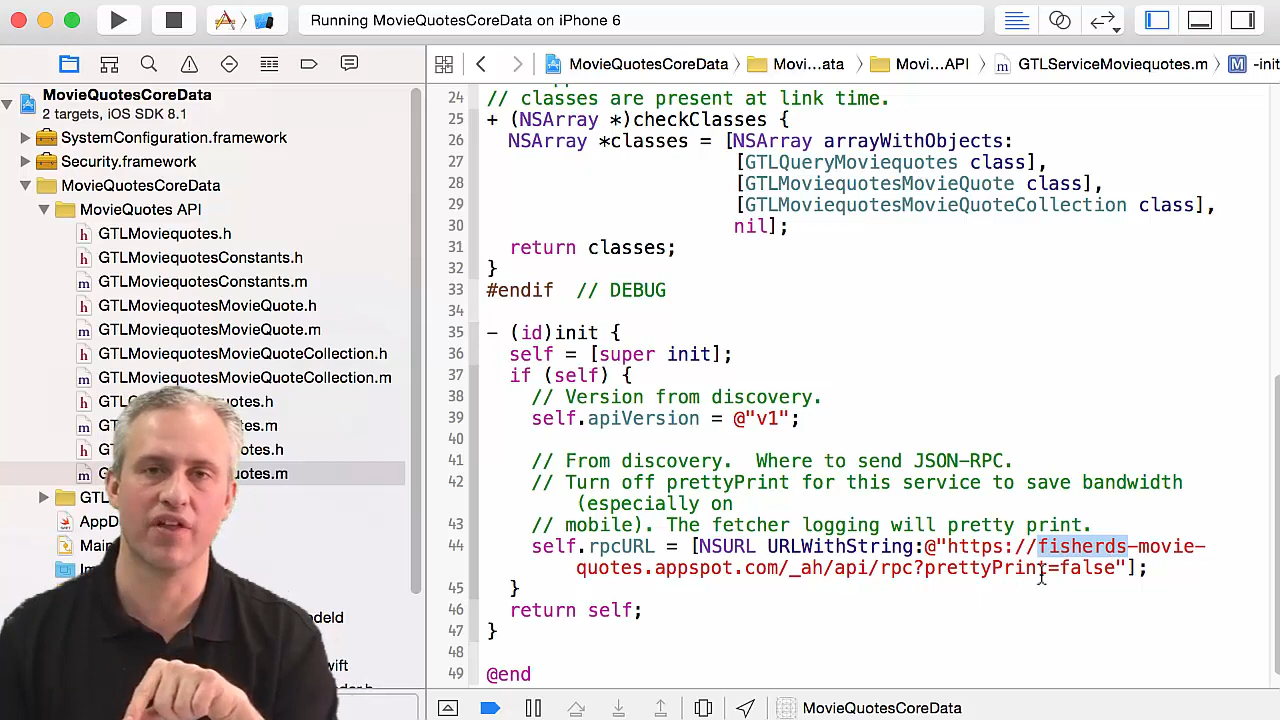 Running MovieQuotesCoreData on iPhone 6
MovieQuotesCoreData
Movi...ata
Movi...API
GTLServiceMoviequotes.m
-init
MovieQuotesCoreData
2 targets, iOS SDK 8.1
SystemConfiguration.framework
Security.framework
MovieQuotesCoreData
MovieQuotes API
GTLMoviequotes.h
GTLMoviequotesConstants.h
GTLMoviequotesConstants.m
GTLMoviequotesMovieQuote.h
GTLMoviequotesMovieQuote.m
GTLMoviequotesMovieQuoteCollection.h
GTLMoviequotesMovieQuoteCollection.m
24 // classes are present at link time.
25 + (NSArray *)checkClasses {
26 NSArray *classes = [NSArray arrayWithObjects:
27 [GTLQueryMoviequotes class],
28 [GTLMoviequotesMovieQuote class],
29 [GTLMoviequotesMovieQuoteCollection class],
30 nil];
31 return classes;
32 }
33 #endif // DEBUG
34
35 - (id)init {
36 self = [super init];
37 if (self) {
38 // Version from discovery.
39 self.apiVersion = @"v1";
40
41 // From discovery. Where to send JSON-RPC.
42 // Turn off prettyPrint for this service to save bandwidth
(especially on
43 // mobile). The fetcher logging will pretty print.
44 self.rpcURL = [NSURL URLWithString:@"https://fisherds-movie-
quotes.appspot.com/_ah/api/rpc?prettyPrint=false"];
45 }
46 return self;
47 }
48
49 @end
MovieQuotesCoreData